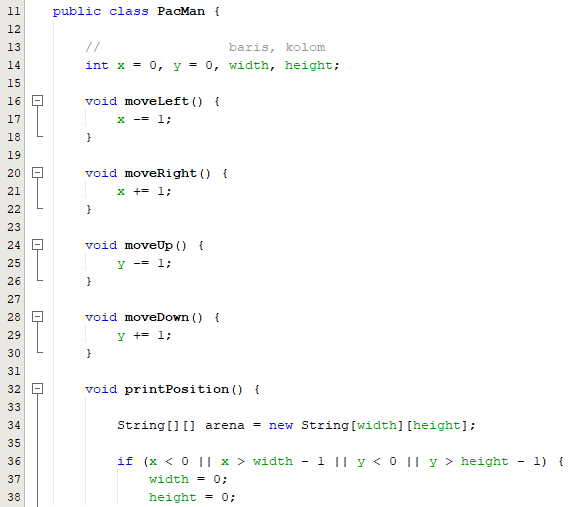 11 public class PacMan {
12
13 // baris, kolom
14 int x = 0, y = 0, width, height;
15
16 void moveLeft() {
17 x -= 1;
18 }
19
20 void moveRight() {
21 x += 1;
22 }
23
24 void moveUp() {
25 y -= 1;
26 }
27
28 void moveDown() {
29 y += 1;
30 }
31
32 void printPosition() {
33
34 String[][] arena = new String[width][height];
35
36 if (x < 0 || x > width - 1 || y < 0 || y > height - 1) {
37 width = 0;
38 height = 0;